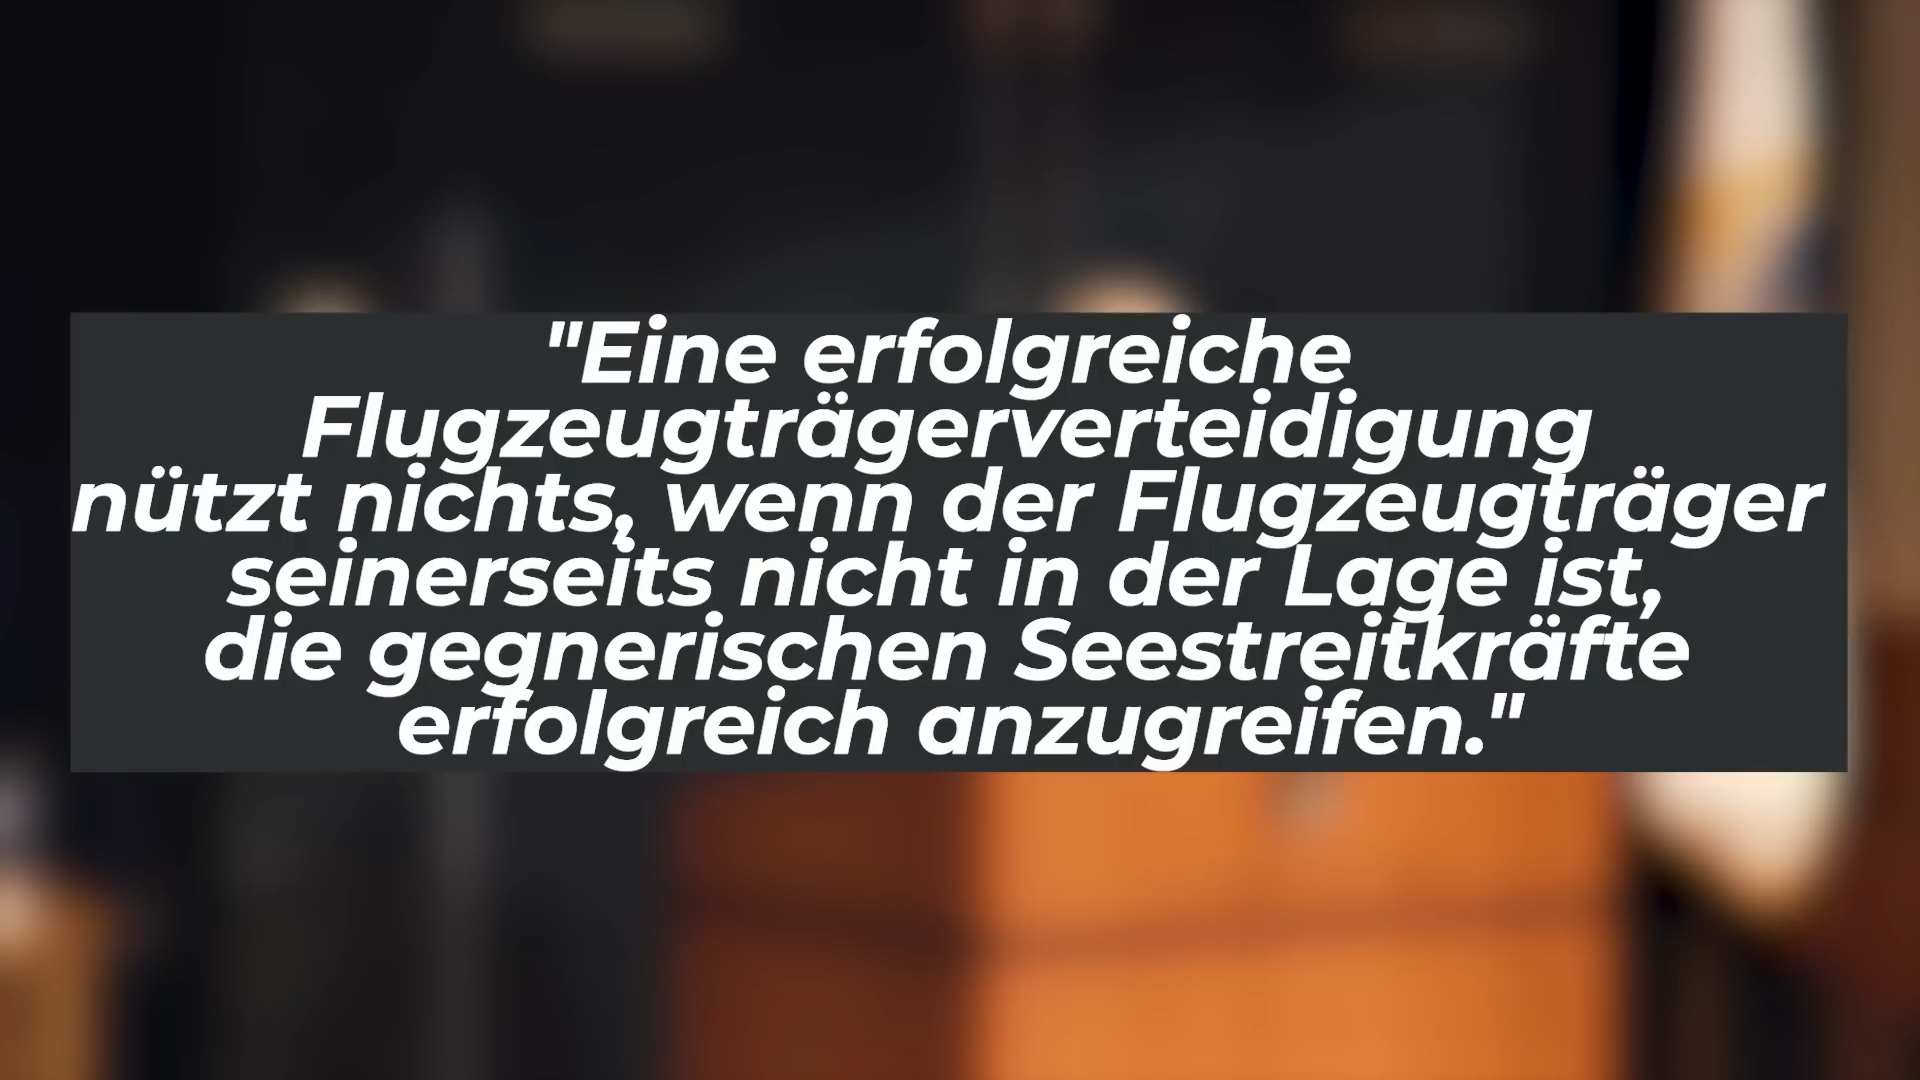 "Eine erfolgreiche
Flugzeugträgerverteidigung
nützt nichts, wenn der Flugzeugträger
seinerseits nicht in der Lage ist,
die gegnerischen Seestreitkräfte
erfolgreich anzugreifen."